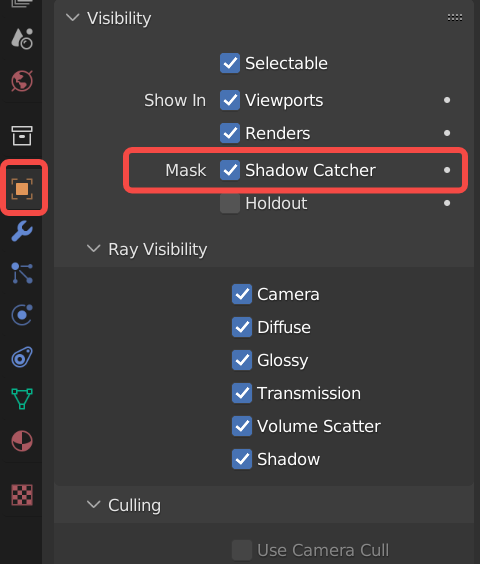 Visibility
Selectable
Show In Viewports
Renders
Mask Shadow Catcher
Holdout
Ray Visibility
Camera
Diffuse
Glossy
Transmission
Volume Scatter
Shadow
Culling
Use Camera Cull